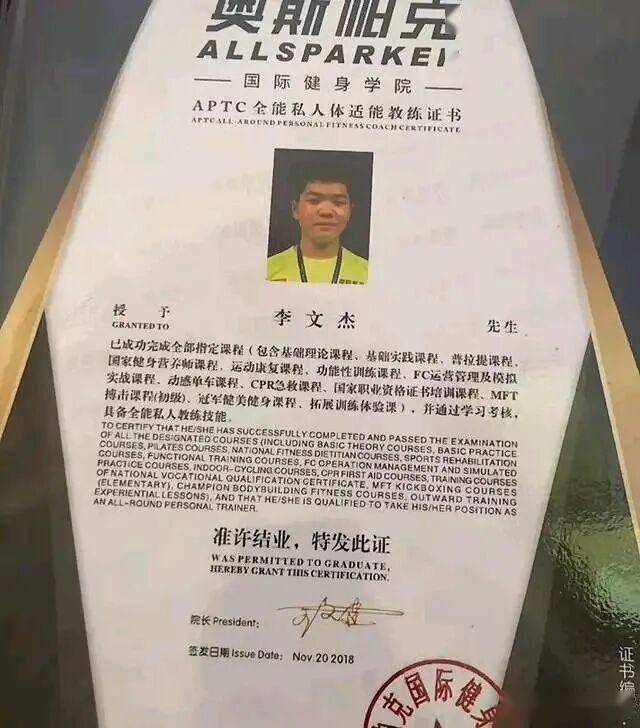 奥斯帕克
ALLSPARKER
国际健身学院
APTC全能私人体适能教练证书
APTC ALL AROUND PERSONAL FITNESS COACH CERTIFICATE
授 予 李文杰 先生
GRANTED TO
已成功完成全部指定课程（包含基础理论课程、基础实践课程、普拉提课程、
国家健身营养师课程、运动康复课程、功能性训练课程、FC运营管理及模拟
实战课程、动感单车课程、CPR急救课程、国家职业资格证书培训课程、MFT
搏击课程(初级)、冠军健美健身课程、拓展训练体验课），并通过学习考核，
具备全能私人教练技能。
TO CERTIFY THAT HE/SHE HAS SUCCESSFULLY COMPLETED AND PASSED THE EXAMINATION
OF ALL THE DESIGNATED COURSES (INCLUDING BASIC THEORY COURSES, BASIC PRACTICE
COURSES, PILATES COURSES, NATIONAL FITNESS DIETITIAN COURSES, SPORTS REHABILITATION
COURSES, FUNCTIONAL TRAINING COURSES, FC OPERATION MANAGEMENT AND SIMULATED
PRACTICE COURSES, INDOOR-CYCLING COURSES, CPR FIRST AID COURSES, TRAINING COURSES
OF NATIONAL VOCATIONAL QUALIFICATION CERTIFICATE, MFT KICKBOXING COURSES
(ELEMENTARY), CHAMPION BODYBUILDING FITNESS COURSES, OUTWARD TRAINING
EXPERIENTIAL LESSONS), AND THAT HE/SHE IS QUALIFIED TO TAKE HIS/HER POSITION AS
AN ALL-ROUND PERSONAL TRAINER.
准许结业，特发此证
WAS PERMITTED TO GRADUATE,
HEREBY GRANT THIS CERTIFICATION.
院长 President:
签发日期 Issue Date: Nov.20 2018
克国际健身
证书编